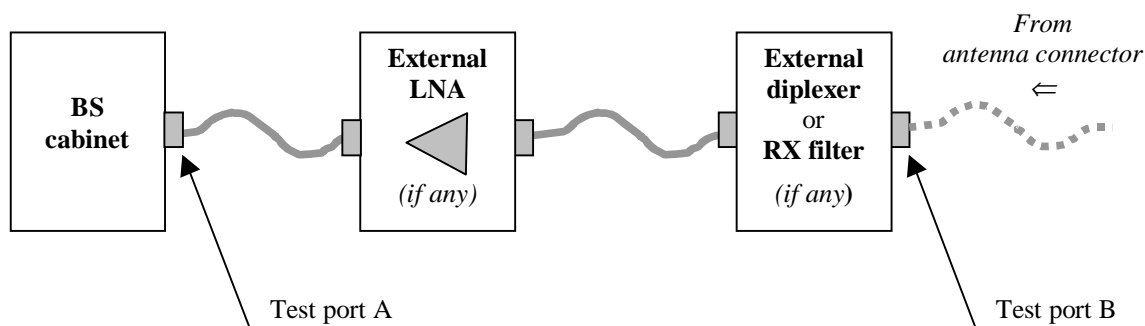 BS
cabinet
External
LNA
(if any)
External
diplexer
or
RX filter
(if any)
From
antenna connector
⇐
Test port A
Test port B